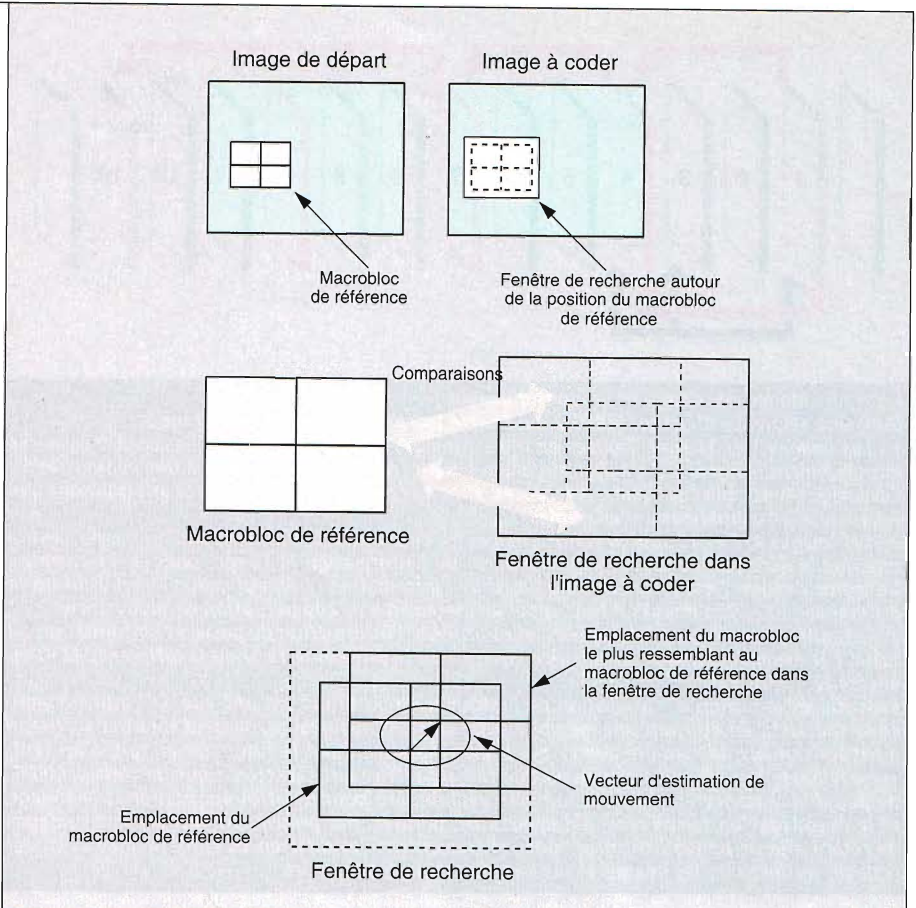 Image de départ
Image à coder
Macrobloc
de référence
Fenêtre de recherche autour
de la position du macrobloc
de référence
Comparaisons
Macrobloc de référence
Fenêtre de recherche dans
l'image à coder
Emplacement du macrobloc
le plus ressemblant au
macrobloc de référence dans
la fenêtre de recherche
Vecteur d'estimation de
mouvement
Emplacement du
macrobloc de référence
Fenêtre de recherche